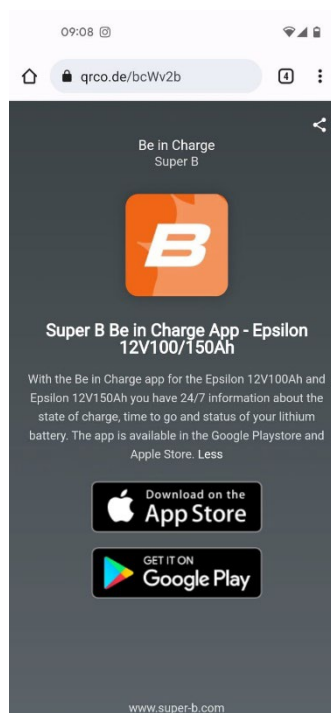 09:08
qrco.de/bcWv2b
4
Be in Charge
Super B
B
Super B Be in Charge App - Epsilon
12V100/150Ah
With the Be in Charge app for the Epsilon 12V100Ah and
Epsilon 12V150Ah you have 24/7 information about the
state of charge, time to go and status of your lithium
battery. The app is available in the Google Playstore and
Apple Store. Less
Download on the
App Store
GET IT ON
Google Play
www.super-b.com